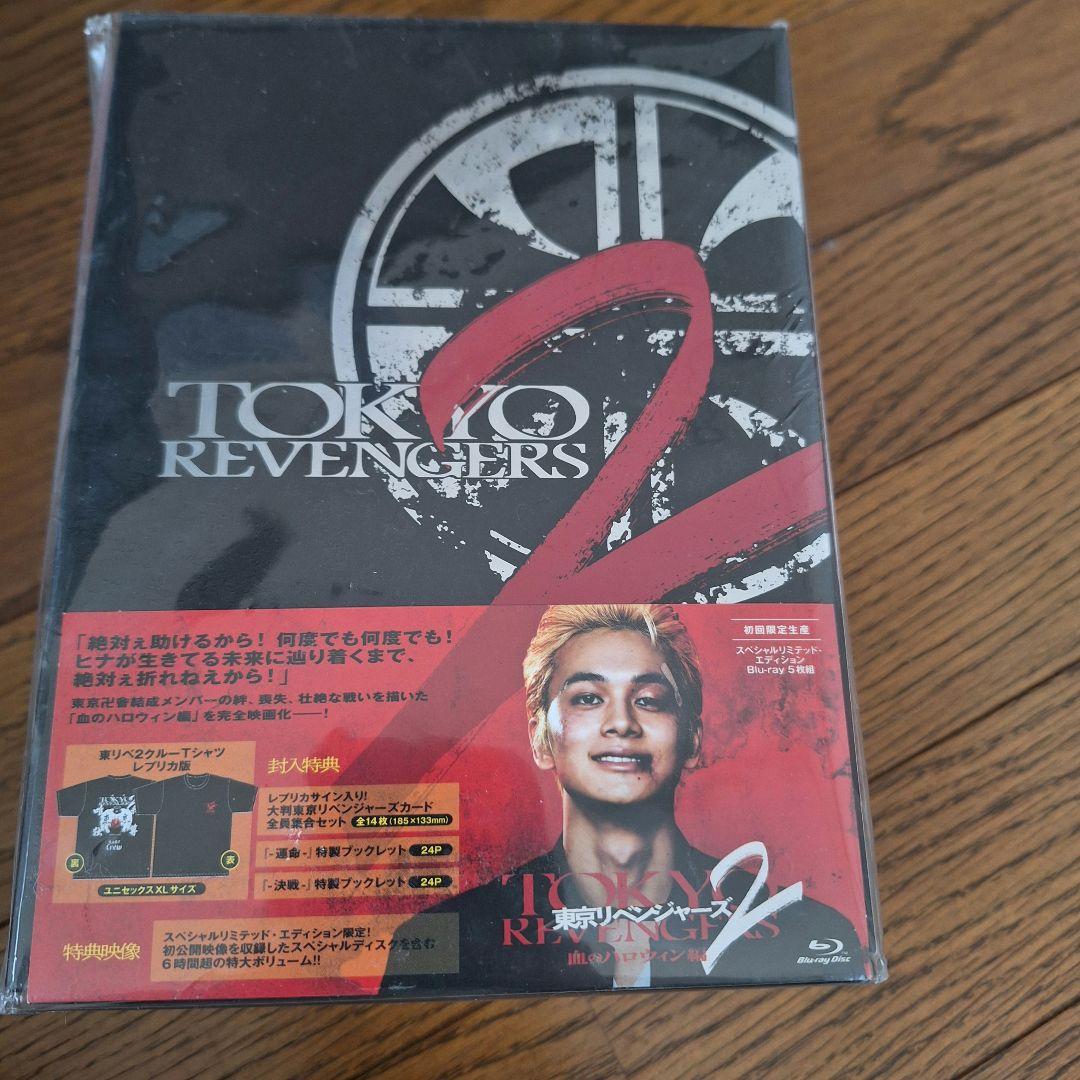 TOKYO
REVENGERS
2
「絶対ぇ助けるから! 何度でも何度でも!
ヒナが生きてる未来に辿り着くまで、
絶対ぇ折れねえから!」
東京卍會結成メンバーの絆、喪失、壮絶な戦いを描いた
「血のハロウィン編」を完全映画化——!
初回限定生産
スペシャルリミテッド・
エディション
Blu-ray 5枚組
東リベ2クルーTシャツ
レプリカ版
裏
表
ユニセックスXLサイズ
封入特典
レプリカサイン入り!
大判東京リベンジャーズカード
全員集合セット 全14枚(185×133mm)
「-運命-」特製ブックレット 24P
「-決戦-」特製ブックレット 24P
特典映像
スペシャルリミテッド・エディション限定!
初公開映像を収録したスペシャルディスクを含む
6時間超の特大ボリューム!!
TOKYO
REVENGERS
東京リベンジャーズ2
血のハロウィン編
Blu-ray Disc